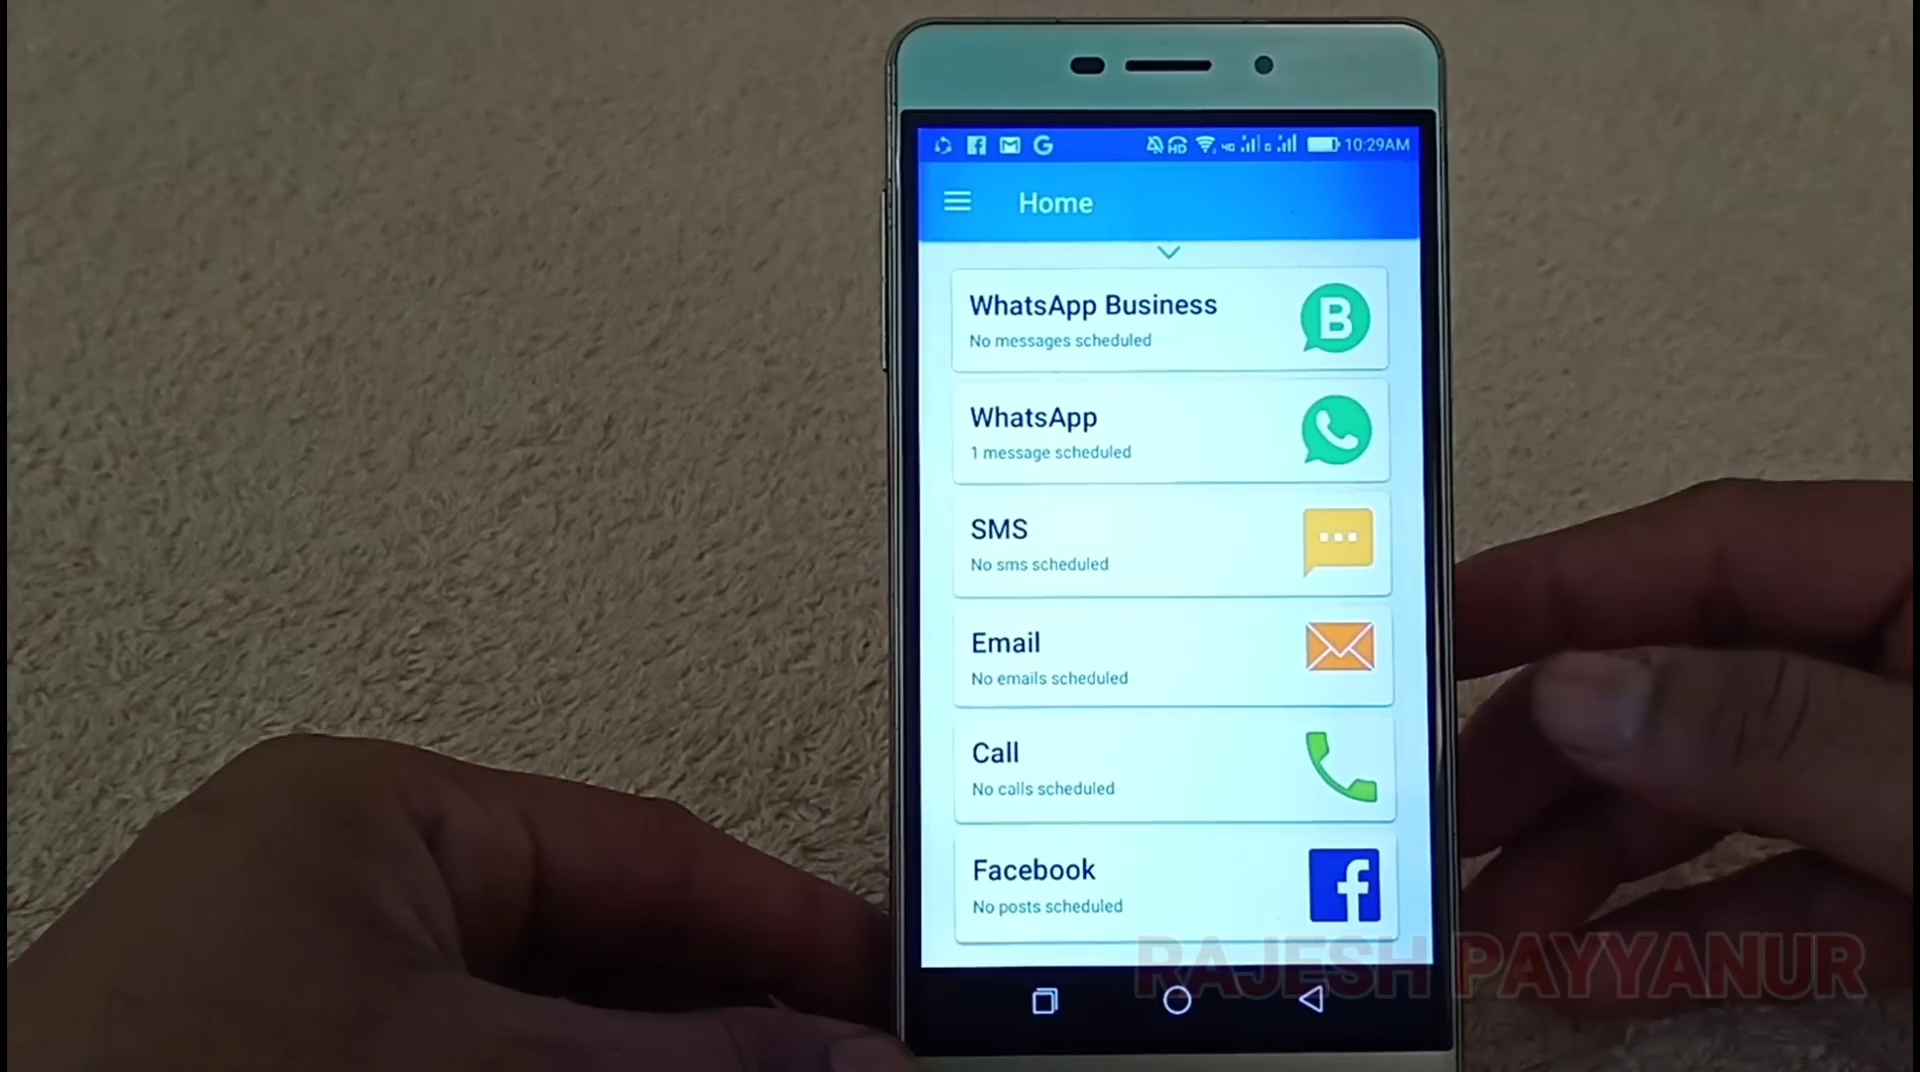 10:29AM
Home
WhatsApp Business
No messages scheduled
B
WhatsApp
1 message scheduled
SMS
No sms scheduled
Email
No emails scheduled
Call
No calls scheduled
Facebook
No posts scheduled
RAJESH PAYYANUR